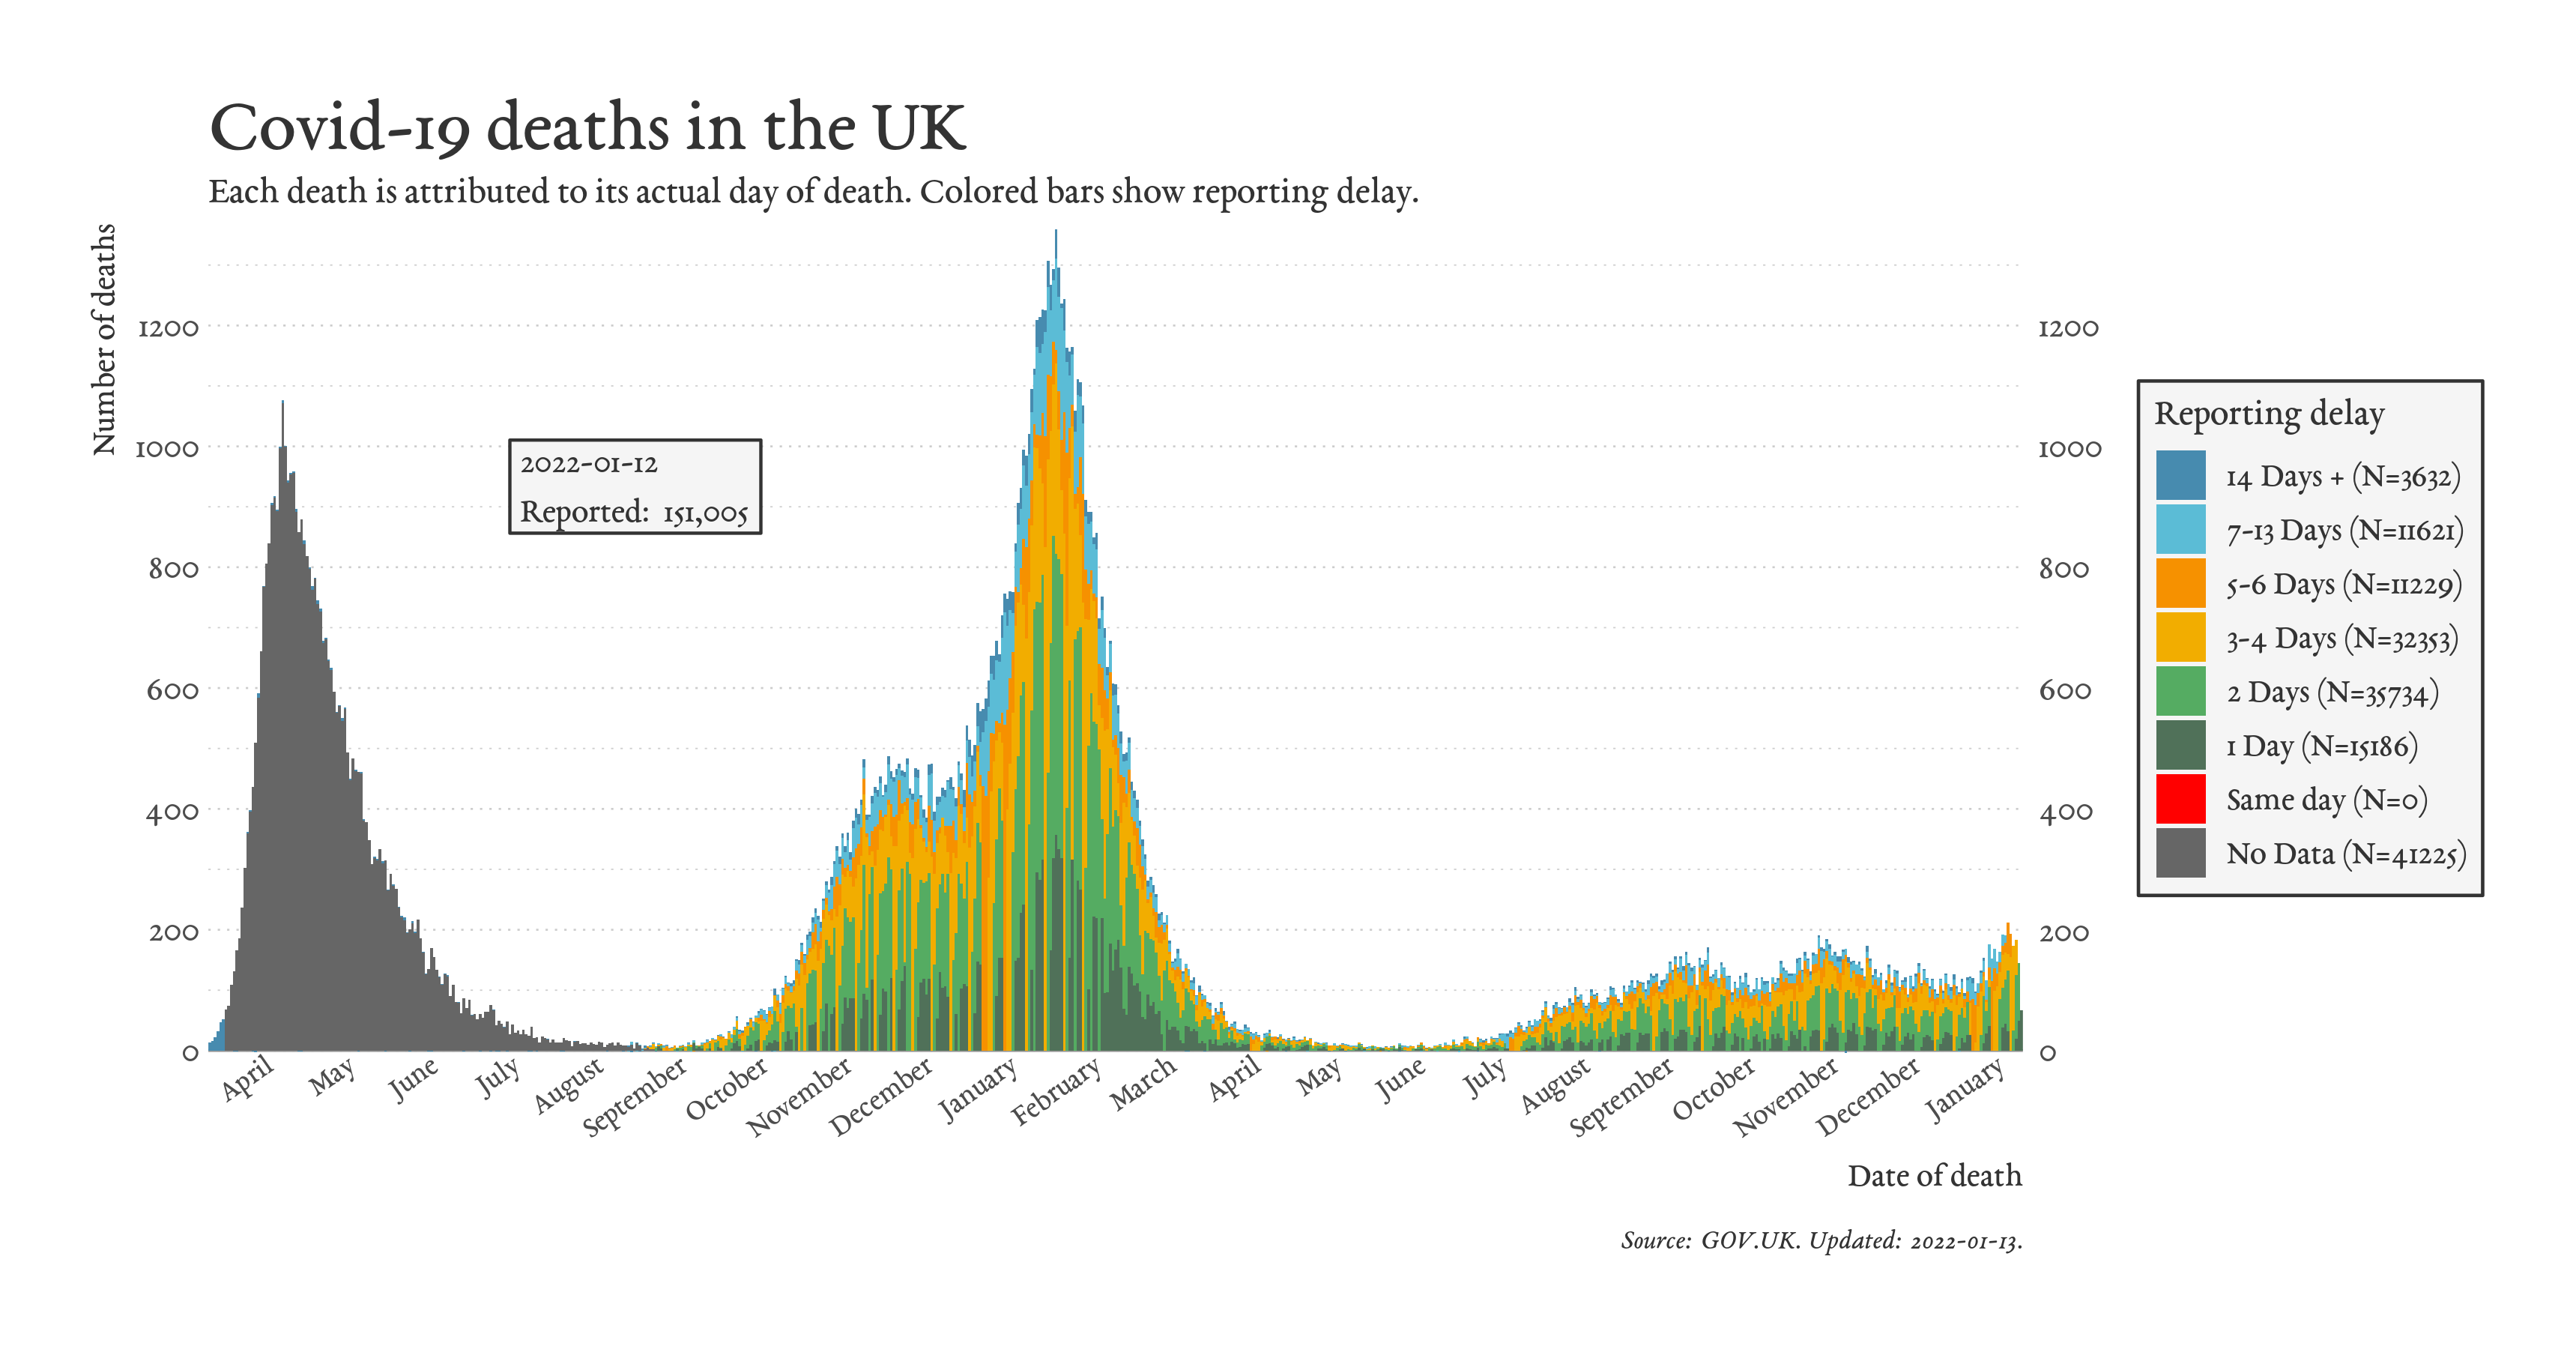 Covid-19 deaths in the UK
Each death is attributed to its actual day of death. Colored bars show reporting delay.
Number of deaths
1200
1000
800
600
400
200
0
2022-01-12
Reported: 151,005
1200
1000
800
600
400
200
0
April
May
June
July
August
September
October
November
December
January
February
March
April
May
June
July
August
September
October
November
December
January
Date of death
Reporting delay
14 Days + (N=3632)
7-13 Days (N=11621)
5-6 Days (N=11229)
3-4 Days (N=32353)
2 Days (N=35734)
1 Day (N=15186)
Same day (N=0)
No Data (N=41225)
Source: GOV.UK. Updated: 2022-01-13.